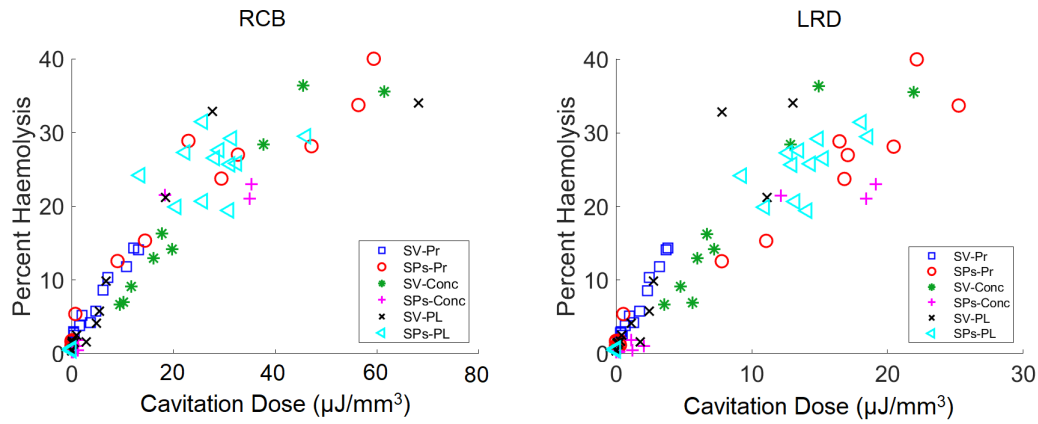 RCB
40
30
20
10
0
Percent Haemolysis
0 20 40 60 80
Cavitation Dose (µJ/mm³)
SV-Pr
SPs-Pr
SV-Conc
SPs-Conc
SV-PL
SPs-PL
LRD
40
30
20
10
0
Percent Haemolysis
0 10 20 30
Cavitation Dose (µJ/mm³)
SV-Pr
SPs-Pr
SV-Conc
SPs-Conc
SV-PL
SPs-PL